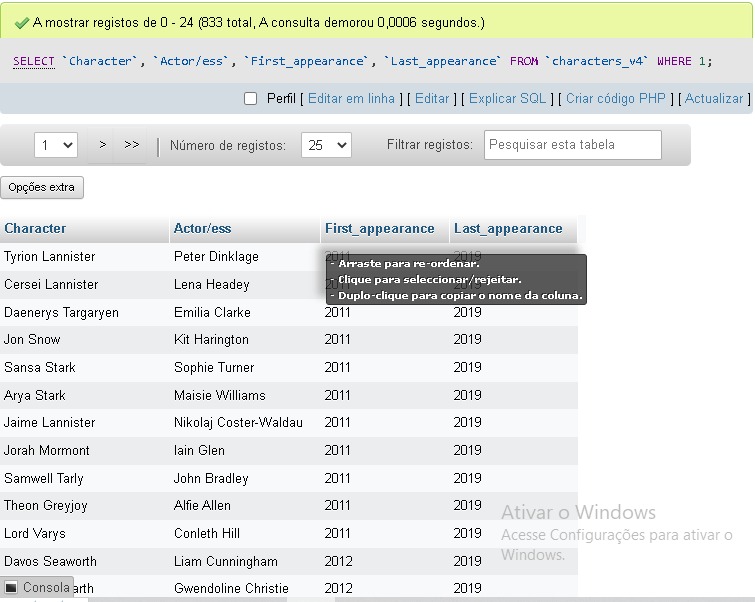 A mostrar registos de 0 - 24 (833 total, A consulta demorou 0,0006 segundos.)
SELECT `Character`, `Actor/ess`, `First_appearance`, `Last_appearance` FROM `characters_v4` WHERE 1;
Perfil [ Editar em linha ] [ Editar ] [ Explicar SQL ] [ Criar código PHP ] [ Actualizar ]
1 > >> | Número de registos: 25 Filtrar registos: Pesquisar esta tabela
Opções extra
Character Actor/ess First_appearance Last_appearance
Tyrion Lannister Peter Dinklage 2011 2019
- Arraste para re-ordenar.
Cersei Lannister Lena Headey
- Clique para seleccionar/rejeitar.
- Duplo-clique para copiar o nome da coluna.
Daenerys Targaryen Emilia Clarke 2011 2019
Jon Snow Kit Harington 2011 2019
Sansa Stark Sophie Turner 2011 2019
Arya Stark Maisie Williams 2011 2019
Jaime Lannister Nikolaj Coster-Waldau 2011 2019
Jorah Mormont Iain Glen 2011 2019
Samwell Tarly John Bradley 2011 2019
Theon Greyjoy Alfie Allen 2011 2019
Lord Varys Conleth Hill 2011 2019
Davos Seaworth Liam Cunningham 2012 2019
Consola arth Gwendoline Christie 2012 2019
Ativar o Windows
Acesse Configurações para ativar o
Windows.